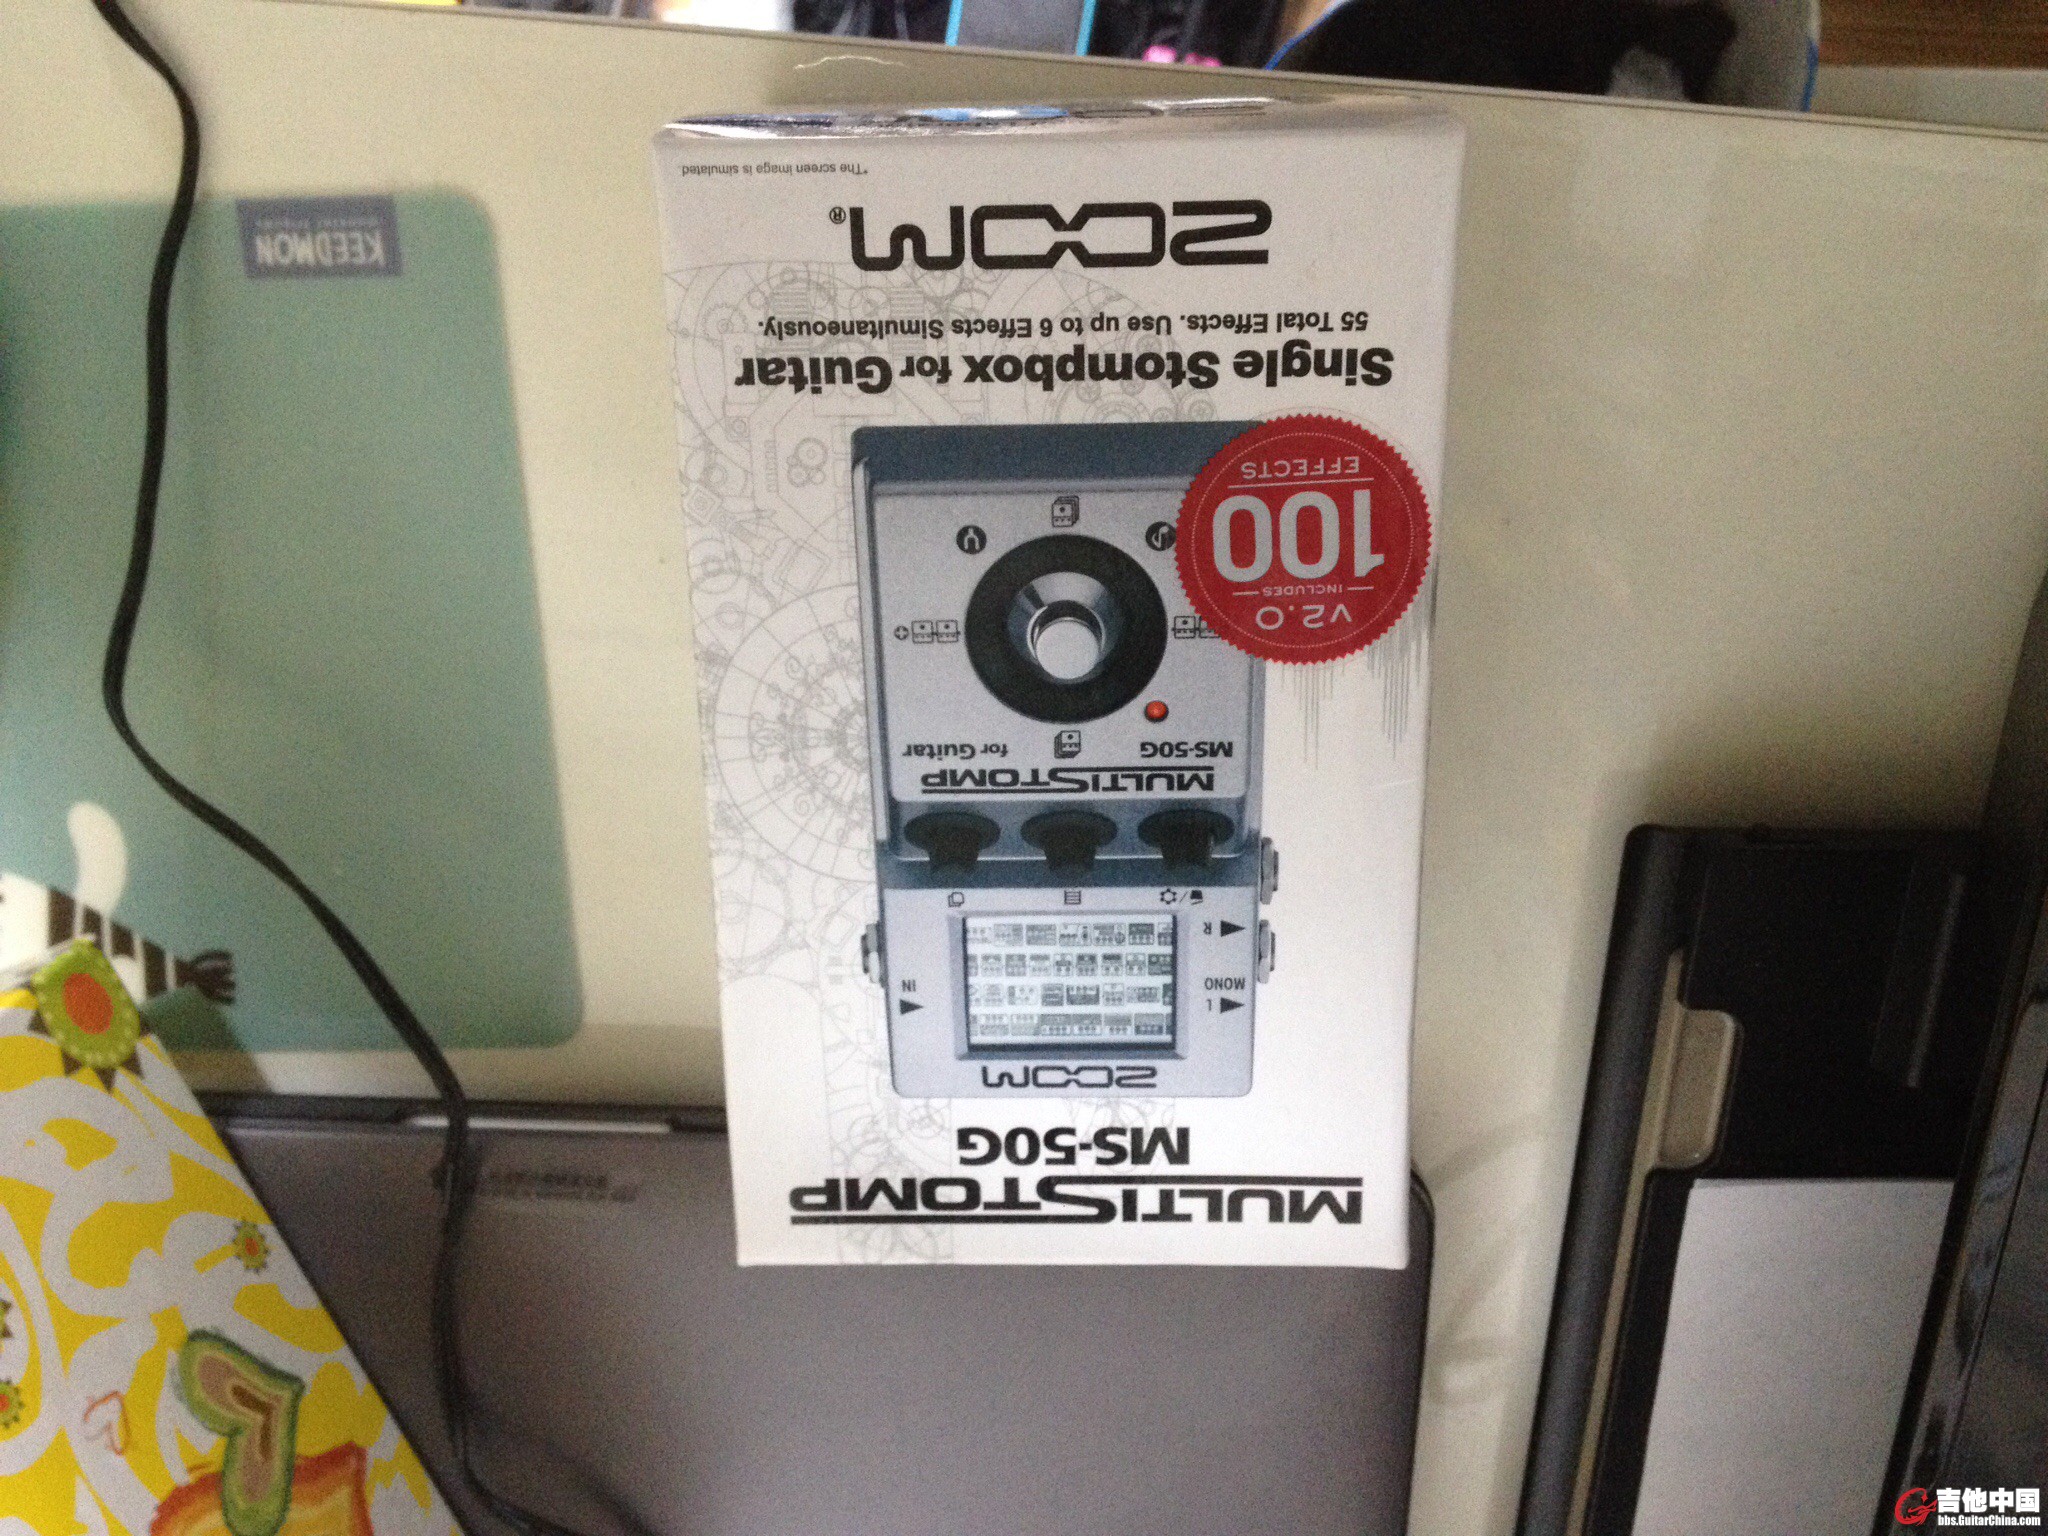 MULTISTOMP
MS-50G
ZOOM
IN
L
MONO
R
MULTISTOMP
MS-50G
for Guitar
V2.0
INCLUDES
100
EFFECTS
Single Stompbox for Guitar
55 Total Effects. Use up to 6 Effects Simultaneously.
ZOOM®
*The screen image is simulated.
KEEDMON
吉他中国
bbs.GuitarChina.com